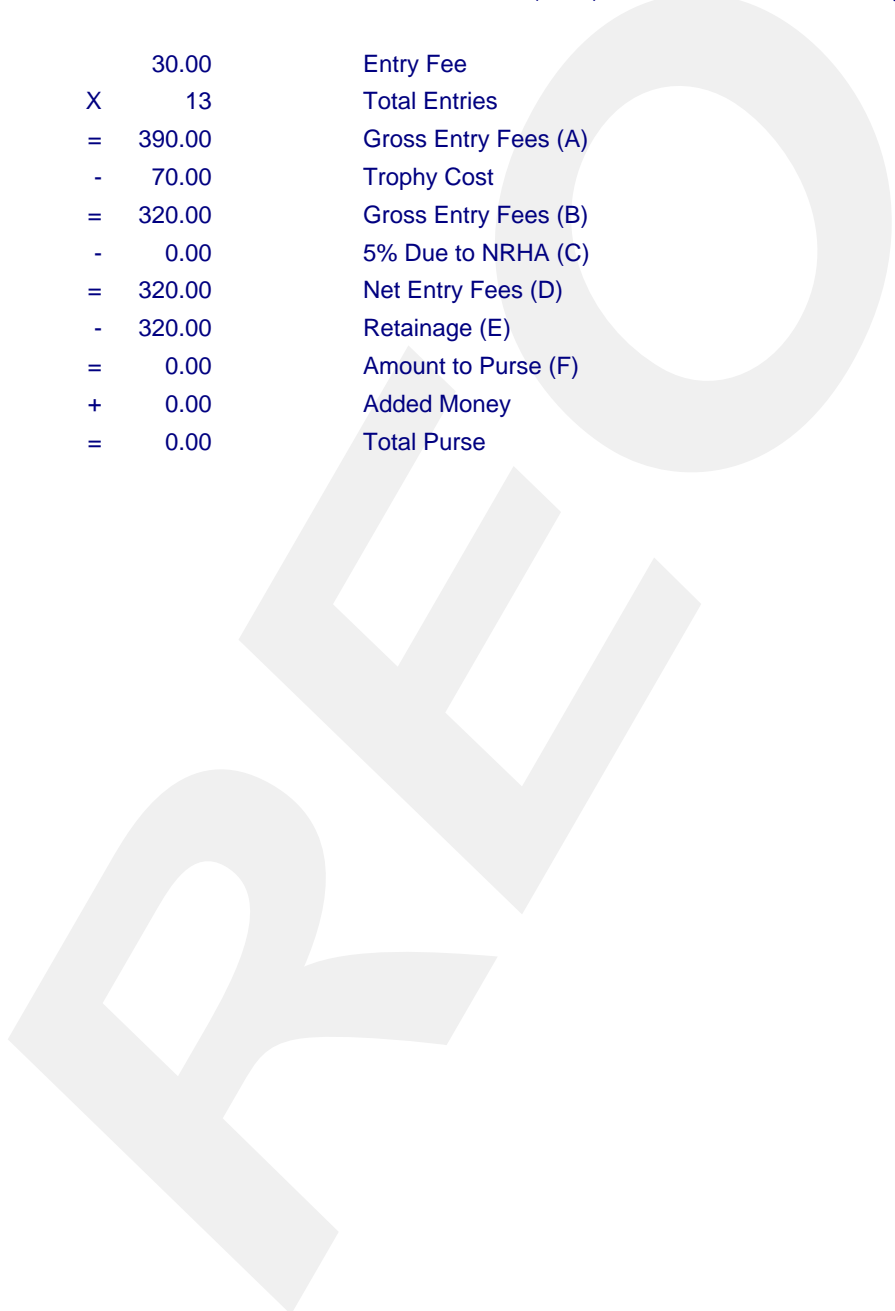 30.00 Entry Fee
X 13 Total Entries
= 390.00 Gross Entry Fees (A)
- 70.00 Trophy Cost
= 320.00 Gross Entry Fees (B)
- 0.00 5% Due to NRHA (C)
= 320.00 Net Entry Fees (D)
- 320.00 Retainage (E)
= 0.00 Amount to Purse (F)
+ 0.00 Added Money
= 0.00 Total Purse
REO